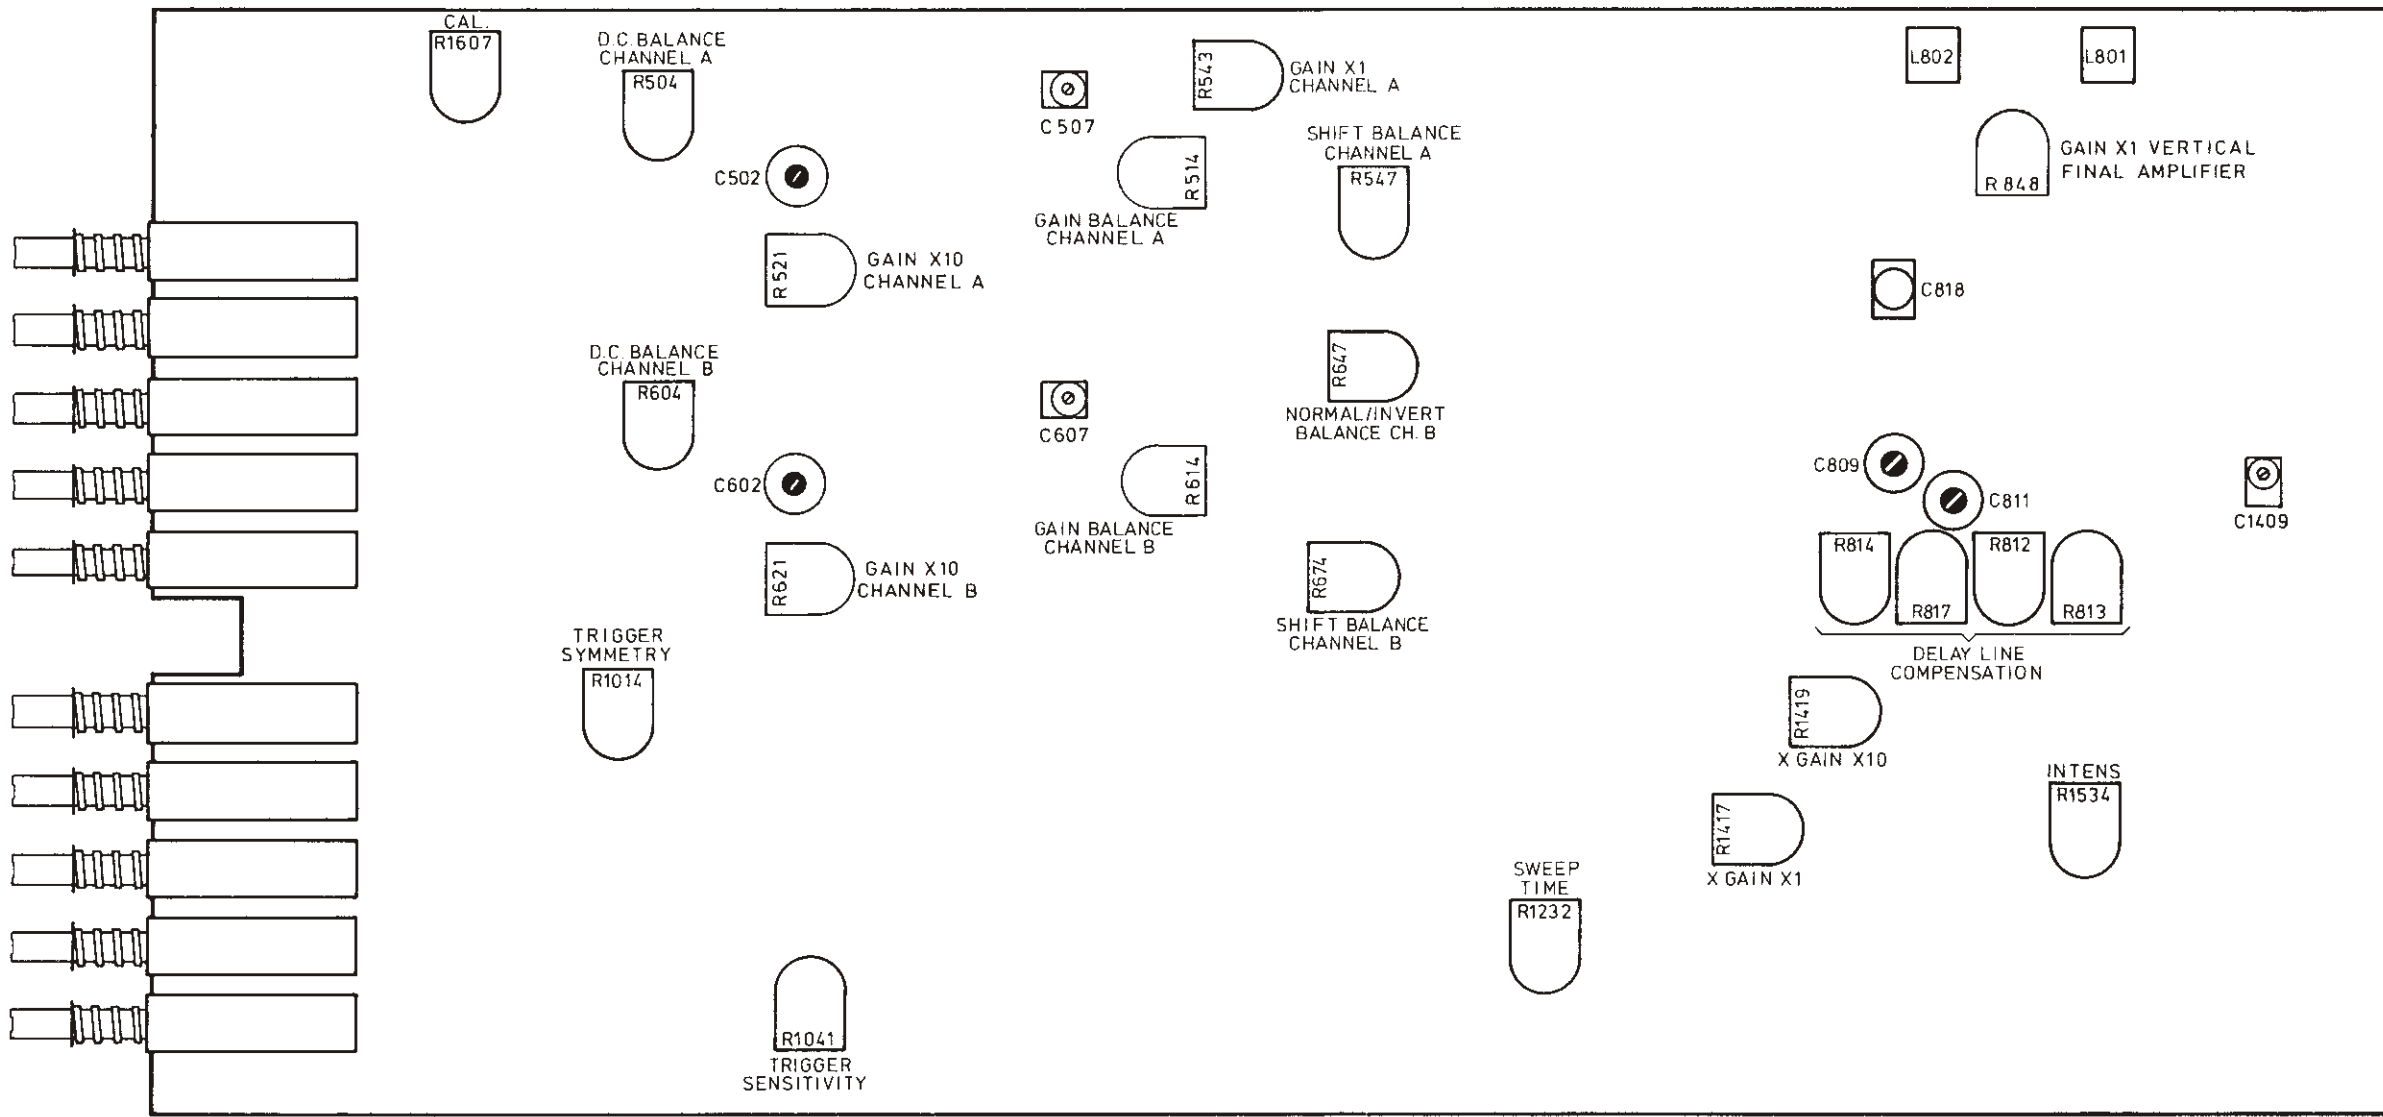 CAL.
R1607
D.C. BALANCE
CHANNEL A
R504
C507
R543
GAIN X1
CHANNEL A
L802
L801
C502
R514
GAIN BALANCE
CHANNEL A
SHIFT BALANCE
CHANNEL A
R547
R848
GAIN X1 VERTICAL
FINAL AMPLIFIER
R521
GAIN X10
CHANNEL A
C818
D.C. BALANCE
CHANNEL B
R604
C607
R647
NORMAL/INVERT
BALANCE CH. B
C602
R614
GAIN BALANCE
CHANNEL B
C809
C811
C1409
R621
GAIN X10
CHANNEL B
R674
SHIFT BALANCE
CHANNEL B
R814
R817
R812
R813
DELAY LINE
COMPENSATION
TRIGGER
SYMMETRY
R1014
R1419
X GAIN X10
INTENS
R1534
R1417
X GAIN X1
SWEEP
TIME
R1232
R1041
TRIGGER
SENSITIVITY